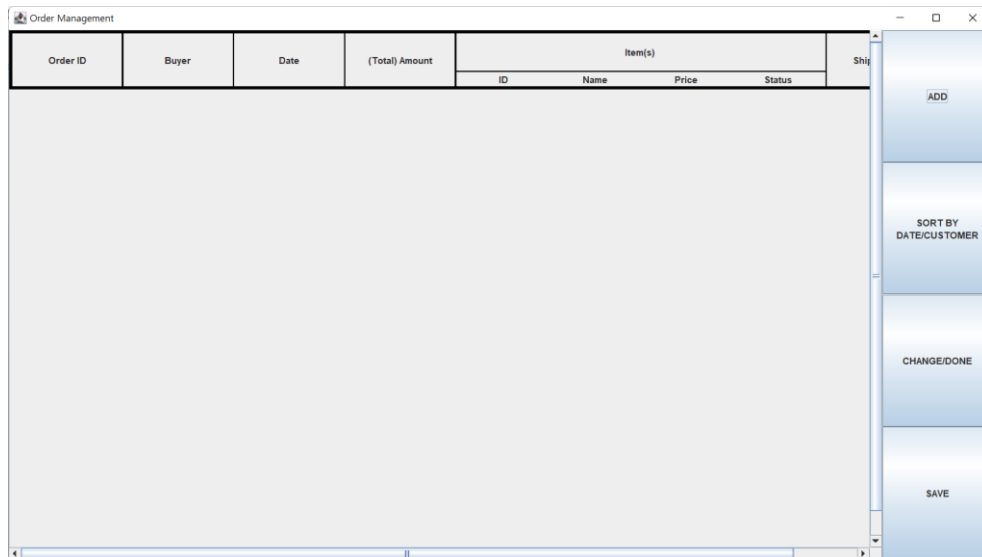 Order Management
Order ID Buyer Date (Total) Amount Item(s) Ship
ID Name Price Status
ADD
SORT BY
DATE/CUSTOMER
CHANGE/DONE
SAVE